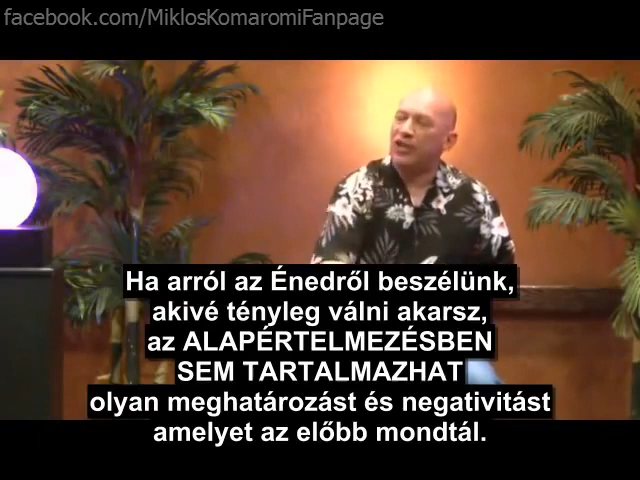 facebook.com/MiklosKomaromiFanpage
Ha arról az Énedről beszélünk,
akivé tényleg válni akarsz,
az ALAPÉRTELMEZÉSBEN
SEM TARTALMAZHAT
olyan meghatározást és negativitást
amelyet az előbb mondtál.